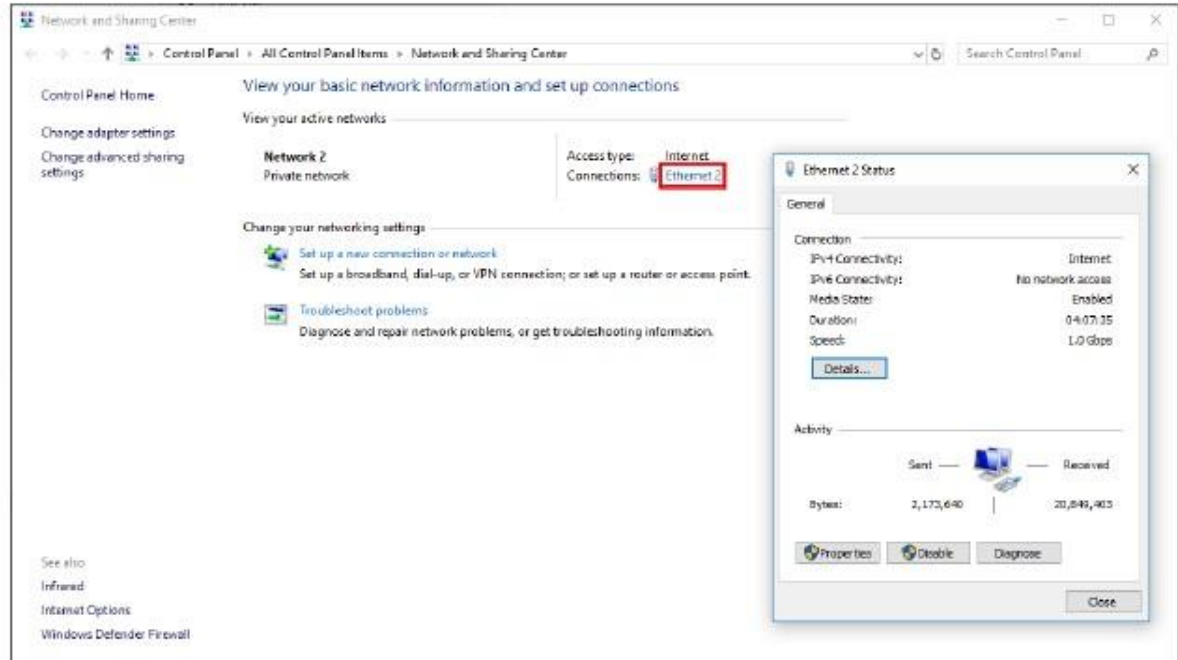 Network and Sharing Center
Control Panel > All Control Panel Items > Network and Sharing Center
Search Control Panel
Control Panel Home
Change adapter settings
Change advanced sharing
settings
View your basic network information and set up connections
View your active networks
Network 2
Private network
Access type: Internet
Connections: Ethernet 2
Change your networking settings
Set up a new connection or network
Set up a broadband, dial-up, or VPN connection; or set up a router or access point.
Troubleshoot problems
Diagnose and repair network problems, or get troubleshooting information.
See also
Infrared
Internet Options
Windows Defender Firewall
Ethernet 2 Status
General
Connection
IPv4 Connectivity: Internet
IPv6 Connectivity: No network access
Media State: Enabled
Duration: 04:07:35
Speed: 1.0 Gbps
Details...
Activity
Sent
Received
Bytes: 2,173,640 20,849,403
Properties
Disable
Diagnose
Close